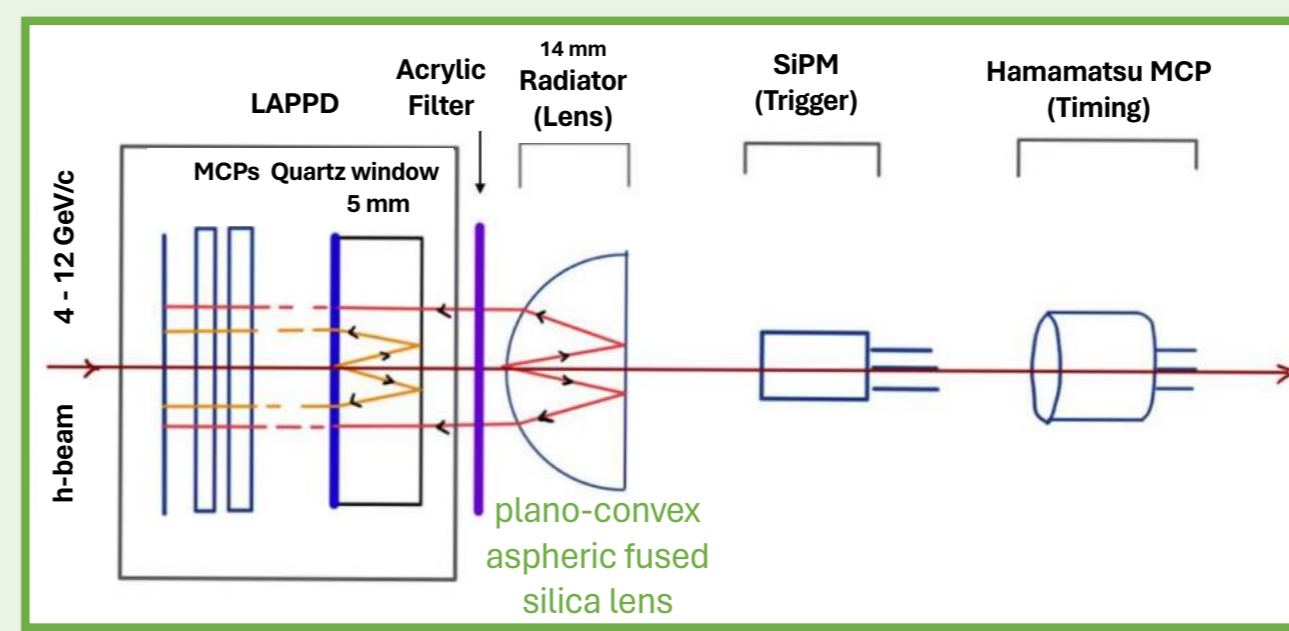 LAPPD
Acrylic
Filter
14 mm
Radiator
(Lens)
SiPM
(Trigger)
Hamamatsu MCP
(Timing)
MCPs Quartz window
5 mm
4 - 12 GeV/c
h-beam
plano-convex
aspheric fused
silica lens